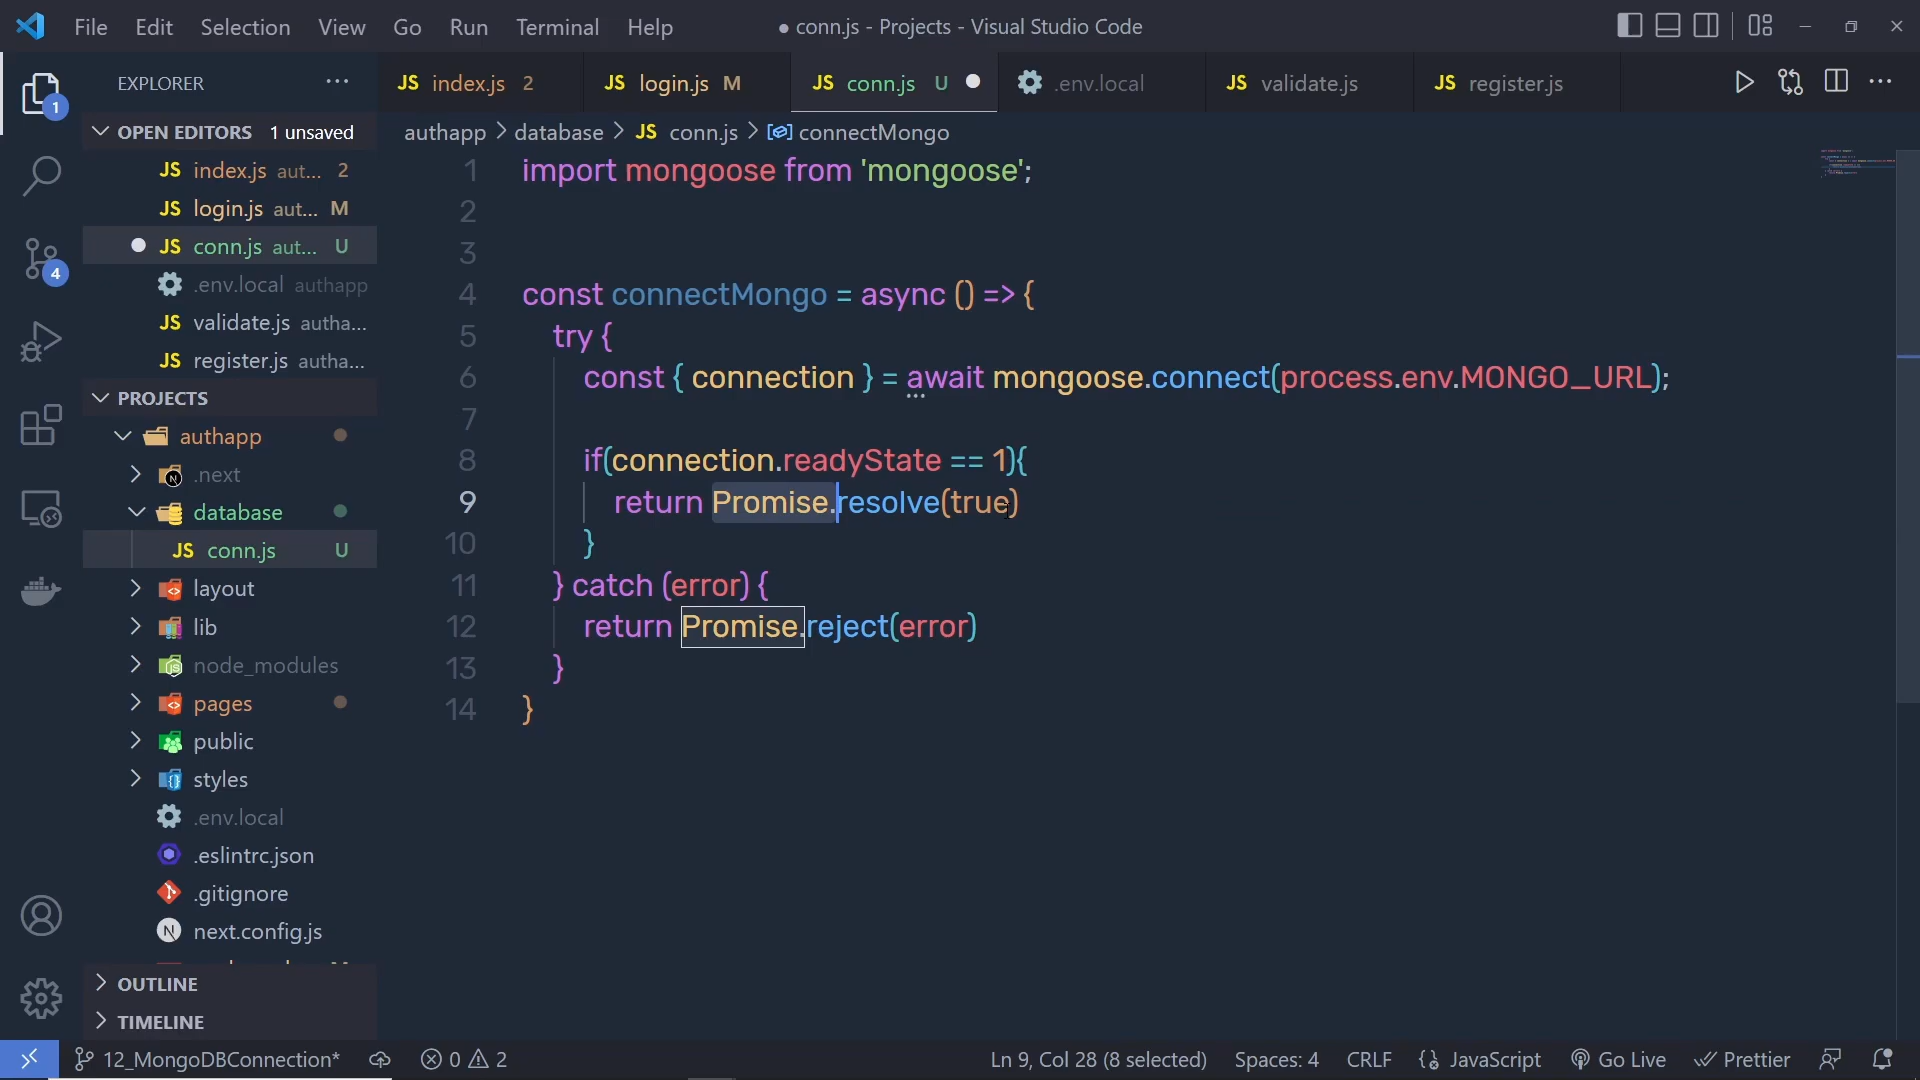 File Edit Selection View Go Run Terminal Help ● conn.js - Projects - Visual Studio Code
EXPLORER ···
JS index.js 2 JS login.js M JS conn.js U .env.local JS validate.js JS register.js
OPEN EDITORS 1 unsaved
authapp > database > JS conn.js > connectMongo
JS index.js aut... 2
JS login.js aut... M
JS conn.js aut... U
.env.local authapp
JS validate.js autha...
JS register.js autha...
PROJECTS
authapp
.next
database
JS conn.js U
layout
lib
node_modules
pages
public
styles
.env.local
.eslintrc.json
.gitignore
next.config.js
OUTLINE
TIMELINE
1 import mongoose from 'mongoose';
2
3
4 const connectMongo = async () => {
5 try {
6 const { connection } = await mongoose.connect(process.env.MONGO_URL);
7
8 if(connection.readyState == 1){
9 return Promise.resolve(true)
10 }
11 } catch (error) {
12 return Promise.reject(error)
13 }
14 }
1
4
12_MongoDBConnection* 0 2 Ln 9, Col 28 (8 selected) Spaces: 4 CRLF {} JavaScript Go Live Prettier